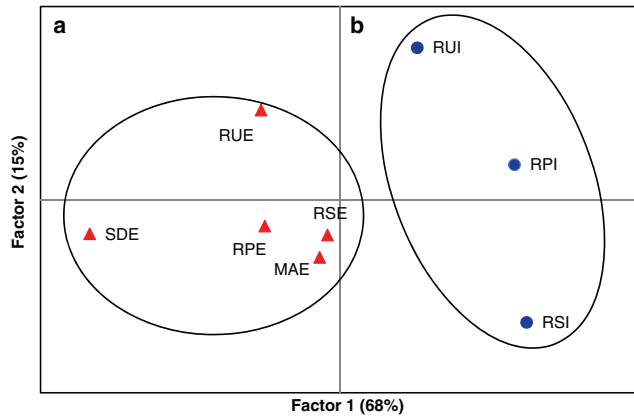 a
b
RUI
RUE
RPI
RSE
SDE
RPE
MAE
RSI
Factor 2 (15%)
Factor 1 (68%)